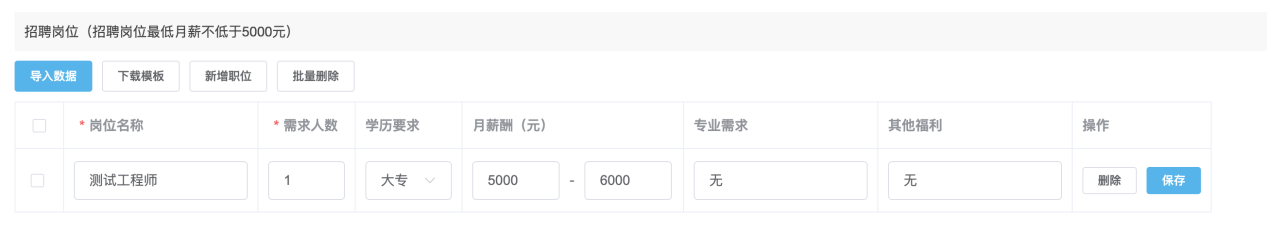 招聘岗位（招聘岗位最低月薪不低于5000元）
导入数据 下载模板 新增职位 批量删除
* 岗位名称 * 需求人数 学历要求 月薪酬（元） 专业需求 其他福利 操作
测试工程师 1 大专 5000 - 6000 无 无 删除 保存